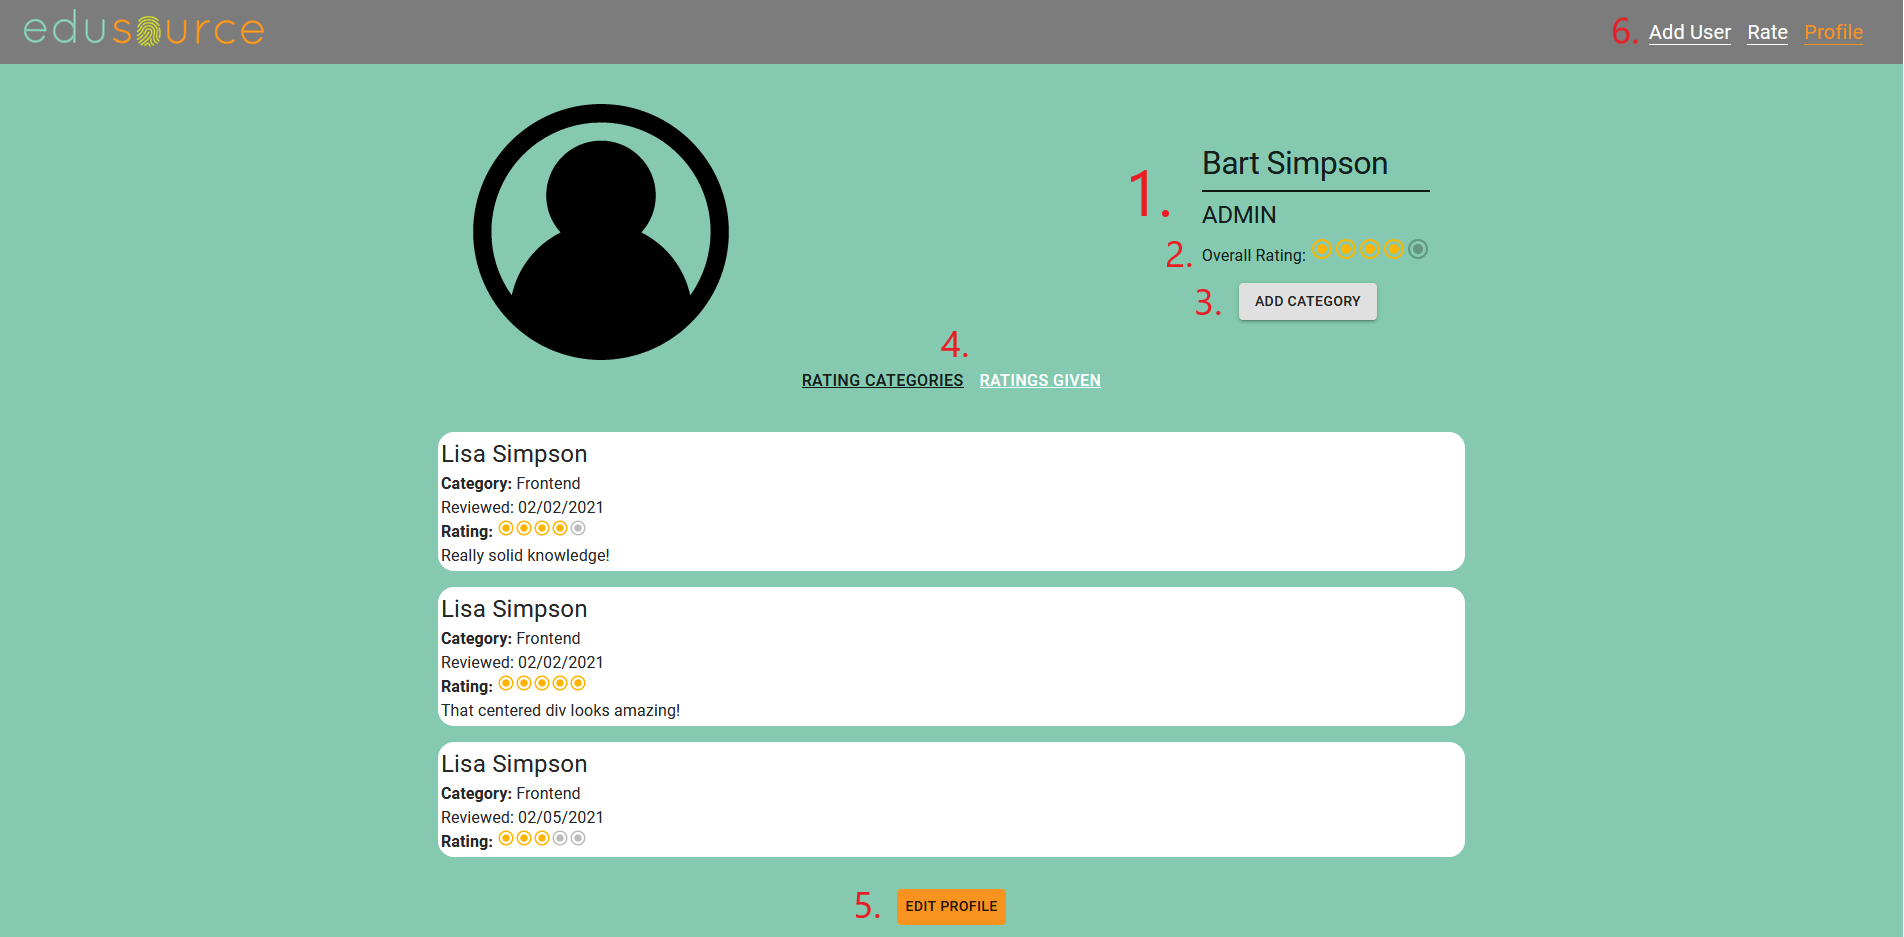 edusource
6. Add User Rate Profile
1. Bart Simpson
ADMIN
2. Overall Rating:
3. ADD CATEGORY
4.
RATING CATEGORIES RATINGS GIVEN
Lisa Simpson
Category: Frontend
Reviewed: 02/02/2021
Rating:
Really solid knowledge!
Lisa Simpson
Category: Frontend
Reviewed: 02/02/2021
Rating:
That centered div looks amazing!
Lisa Simpson
Category: Frontend
Reviewed: 02/05/2021
Rating:
5. EDIT PROFILE